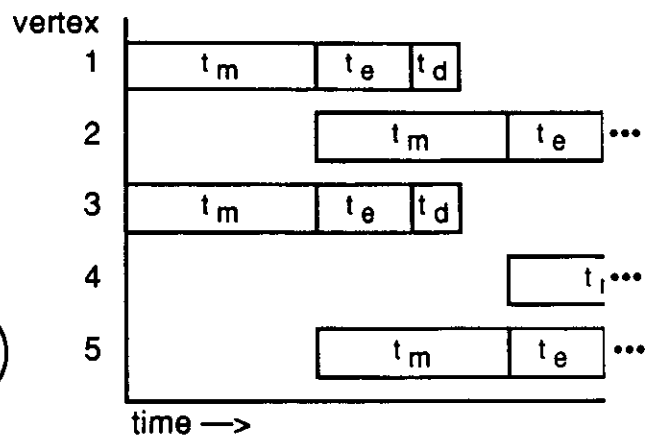 vertex
1 t m t e t d
2 t m t e •••
3 t m t e t d
4 t •••
5 t m t e •••
time —>